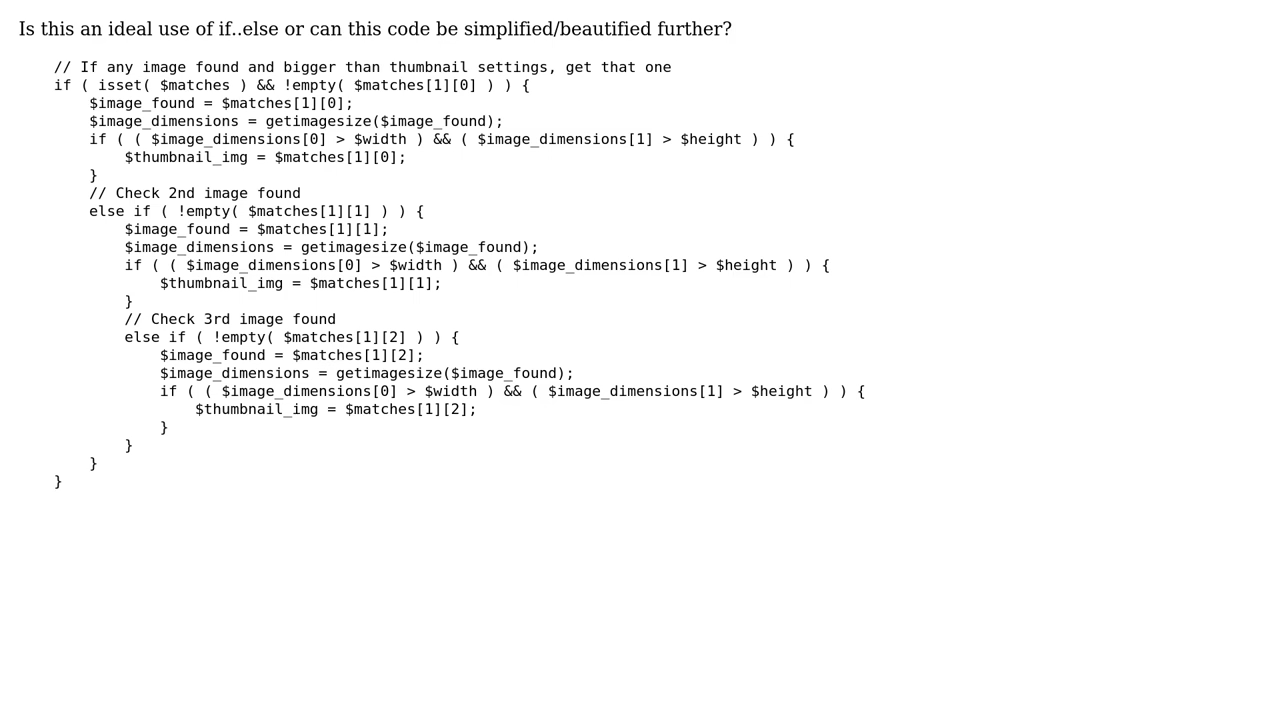 Is this an ideal use of if..else or can this code be simplified/beautified further?
// If any image found and bigger than thumbnail settings, get that one
if ( isset( $matches ) && !empty( $matches[1][0] ) ) {
    $image_found = $matches[1][0];
    $image_dimensions = getimagesize($image_found);
    if ( ( $image_dimensions[0] > $width ) && ( $image_dimensions[1] > $height ) ) {
        $thumbnail_img = $matches[1][0];
    }
    // Check 2nd image found
    else if ( !empty( $matches[1][1] ) ) {
        $image_found = $matches[1][1];
        $image_dimensions = getimagesize($image_found);
        if ( ( $image_dimensions[0] > $width ) && ( $image_dimensions[1] > $height ) ) {
            $thumbnail_img = $matches[1][1];
        }
        // Check 3rd image found
        else if ( !empty( $matches[1][2] ) ) {
            $image_found = $matches[1][2];
            $image_dimensions = getimagesize($image_found);
            if ( ( $image_dimensions[0] > $width ) && ( $image_dimensions[1] > $height ) ) {
                $thumbnail_img = $matches[1][2];
            }
        }
    }
}